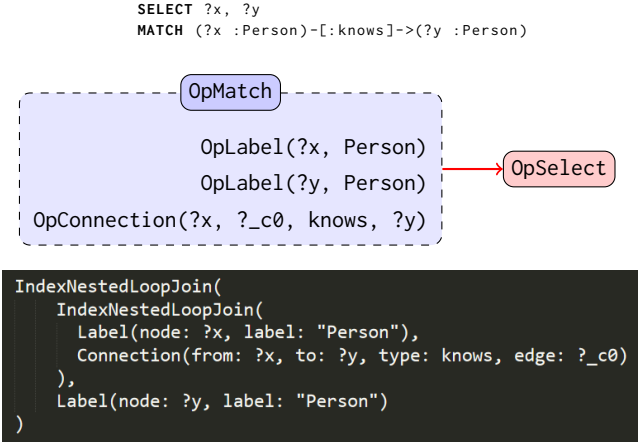 SELECT ?x, ?y
MATCH (?x :Person)-[:knows]->(?y :Person)
OpMatch
OpLabel(?x, Person)
OpLabel(?y, Person)
OpConnection(?x, ?_c0, knows, ?y)
OpSelect
IndexNestedLoopJoin(
    IndexNestedLoopJoin(
      Label(node: ?x, label: "Person"),
      Connection(from: ?x, to: ?y, type: knows, edge: ?_c0)
    ),
    Label(node: ?y, label: "Person")
)